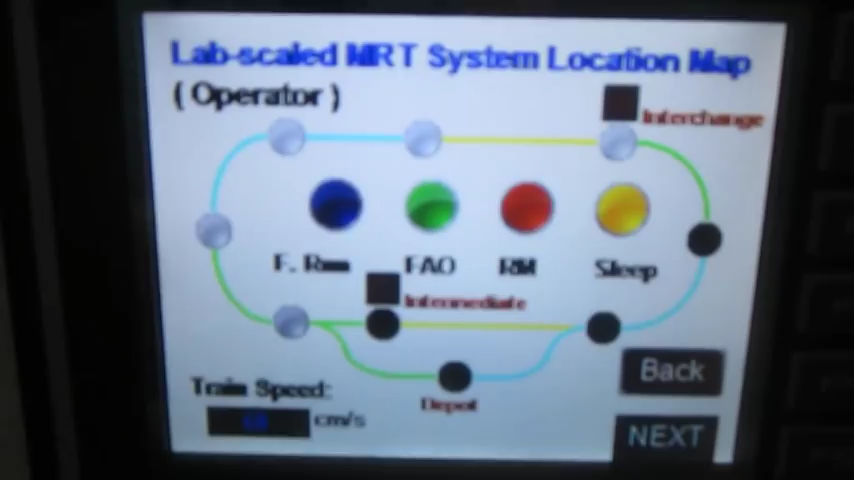 Lab-scaled MRT System Location Map
( Operator )
Interchange
F. Run
FAO
RM
Sleep
Intermediate
Back
Train Speed:
Depot
cm/s
NEXT